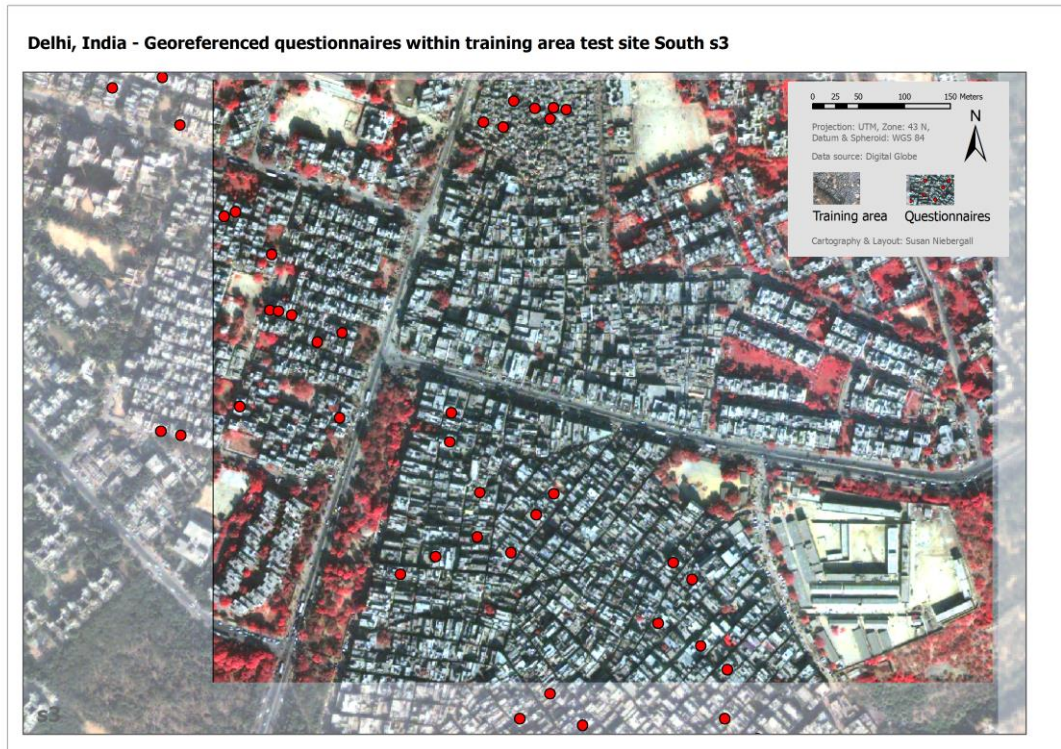 Delhi, India - Georeferenced questionnaires within training area test site South s3
0 25 50 100 150 Meters
Projection: UTM, Zone: 43 N,
Datum & Spheroid: WGS 84
N
Data source: Digital Globe
Training area Questionnaires
Cartography & Layout: Susan Niebergall
s3